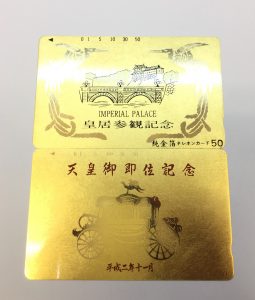 0 1 5 10 30 50
IMPERIAL PALACE
皇居参観記念
純金箔テレホンカード50
天皇御即位記念
平成二年十一月